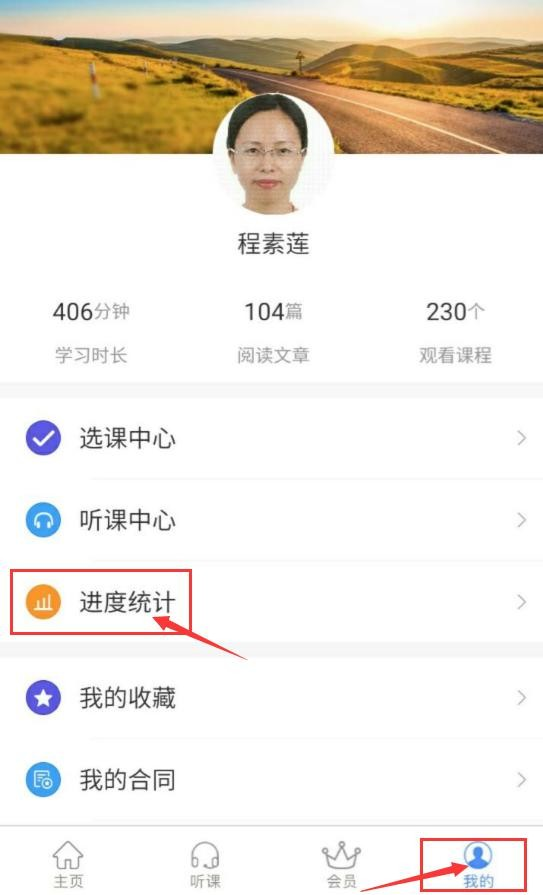 程素莲
406分钟 104篇 230个
学习时长 阅读文章 观看课程
选课中心
听课中心
进度统计
我的收藏
我的合同
主页 听课 会员 我的